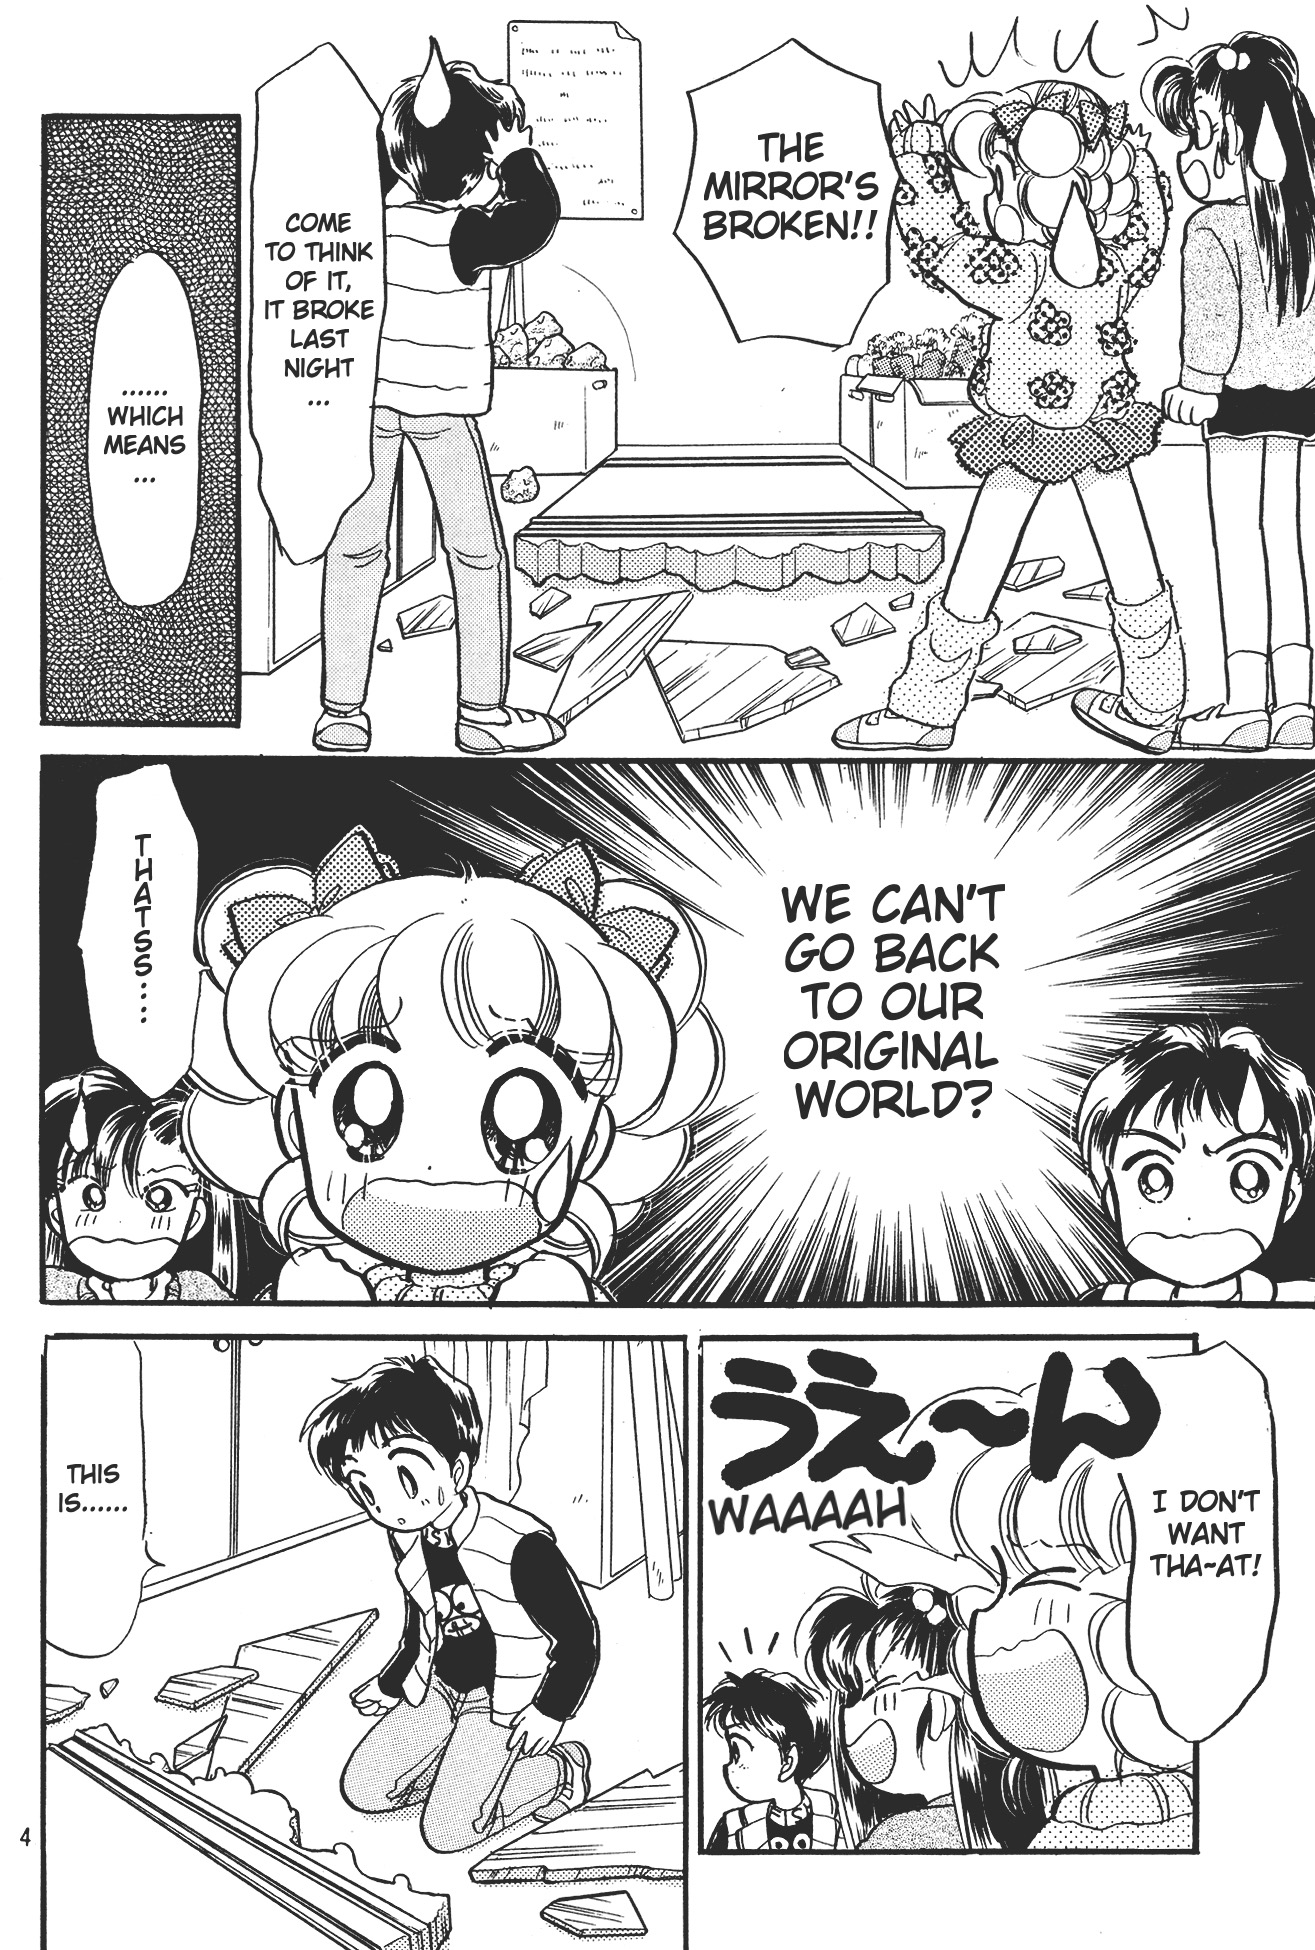 THE
MIRROR'S
BROKEN!!
COME
TO THINK
OF IT,
IT BROKE
LAST
NIGHT
...
......
WHICH
MEANS
...
WE CAN'T
GO BACK
TO OUR
ORIGINAL
WORLD?
THATSS....
うえ〜ん
WAAAAH
I DON'T
WANT
THA~AT!
THIS
IS......
4